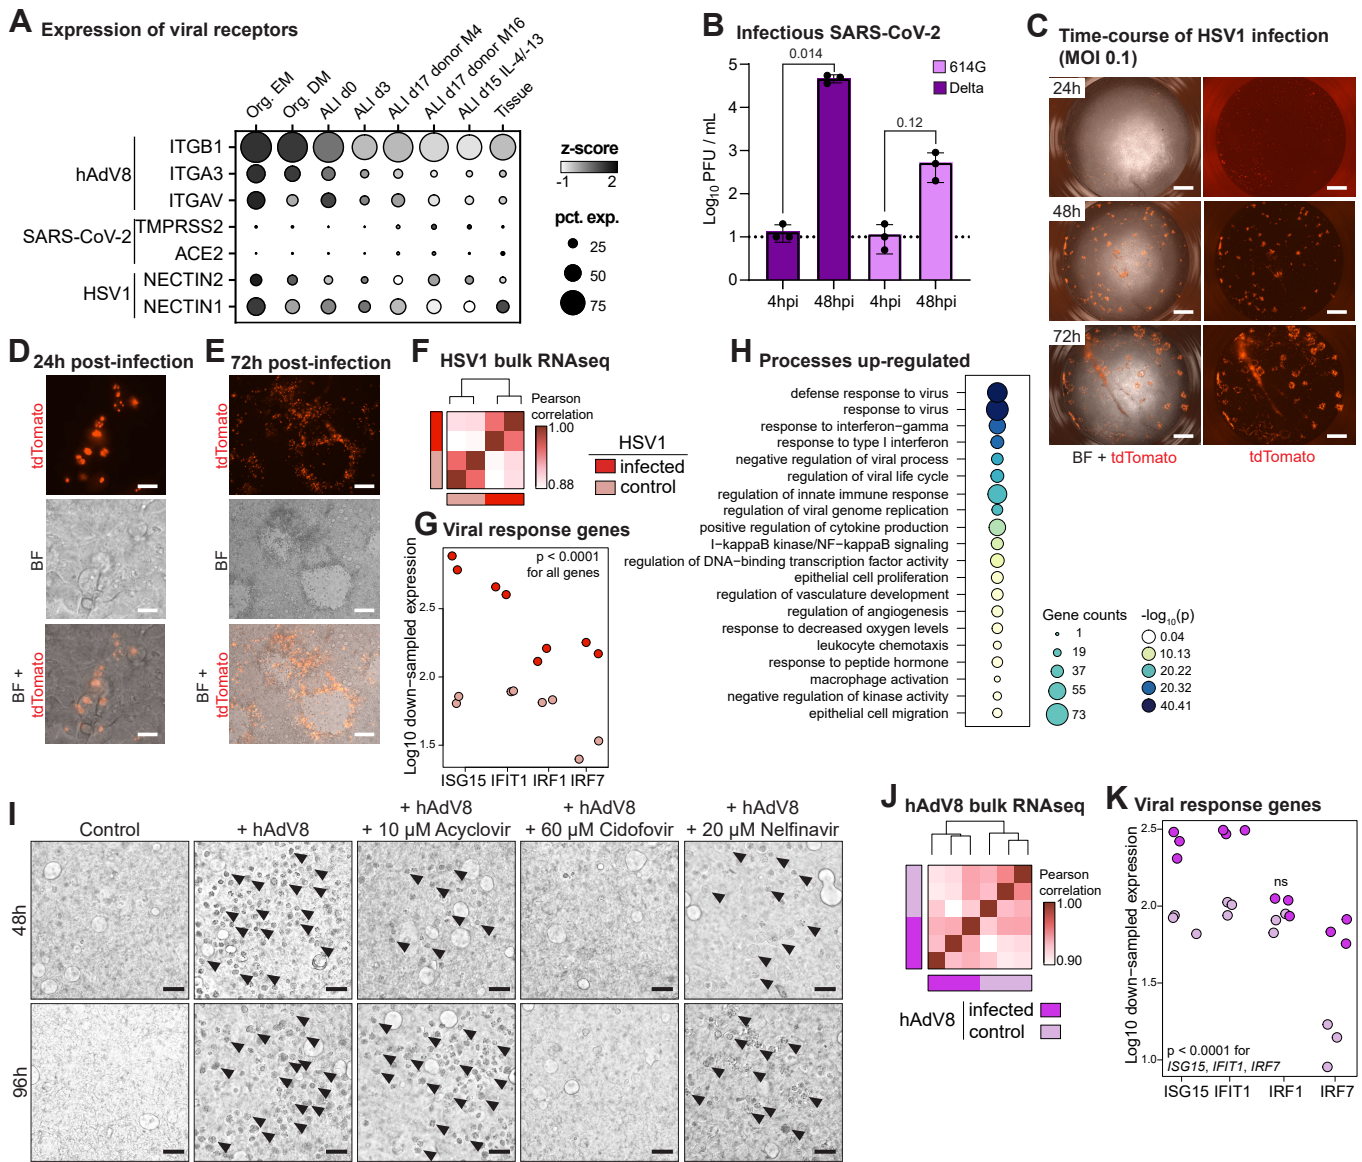 A Expression of viral receptors
Org. EM
Org. DM
ALI d0
ALI d3
ALI d17 donor M4
ALI d17 donor M16
ALI d15 IL-4/-13
Tissue
hAdV8
ITGB1
ITGA3
ITGAV
SARS-CoV-2
TMPRSS2
ACE2
HSV1
NECTIN2
NECTIN1
z-score
-1 2
pct. exp.
25
50
75
B Infectious SARS-CoV-2
Log10 PFU / mL
5
4
3
2
1
0
0.014
0.12
614G
Delta
4hpi 48hpi 4hpi 48hpi
C Time-course of HSV1 infection
(MOI 0.1)
24h
48h
72h
BF + tdTomato
tdTomato
D 24h post-infection
tdTomato
BF
BF +
tdTomato
E 72h post-infection
tdTomato
BF
BF +
tdTomato
F HSV1 bulk RNAseq
Pearson
correlation
1.00
0.88
HSV1
infected
control
G Viral response genes
Log10 down-sampled expression
p < 0.0001
for all genes
2.5
2.0
1.5
ISG15 IFIT1 IRF1 IRF7
H Processes up-regulated
defense response to virus
response to virus
response to interferon-gamma
response to type I interferon
negative regulation of viral process
regulation of viral life cycle
regulation of innate immune response
regulation of viral genome replication
positive regulation of cytokine production
I-kappaB kinase/NF-kappaB signaling
regulation of DNA-binding transcription factor activity
epithelial cell proliferation
regulation of vasculature development
regulation of angiogenesis
response to decreased oxygen levels
leukocyte chemotaxis
response to peptide hormone
macrophage activation
negative regulation of kinase activity
epithelial cell migration
Gene counts
1
19
37
55
73
-log10(p)
0.04
10.13
20.22
20.32
40.41
I
Control
+ hAdV8
+ hAdV8
+ 10 μM Acyclovir
+ hAdV8
+ 60 μM Cidofovir
+ hAdV8
+ 20 μM Nelfinavir
48h
96h
J hAdV8 bulk RNAseq
Pearson
correlation
1.00
0.90
hAdV8
infected
control
K Viral response genes
Log10 down-sampled expression
2.5
2.0
1.5
1.0
ns
p < 0.0001 for
ISG15, IFIT1, IRF7
ISG15 IFIT1 IRF1 IRF7